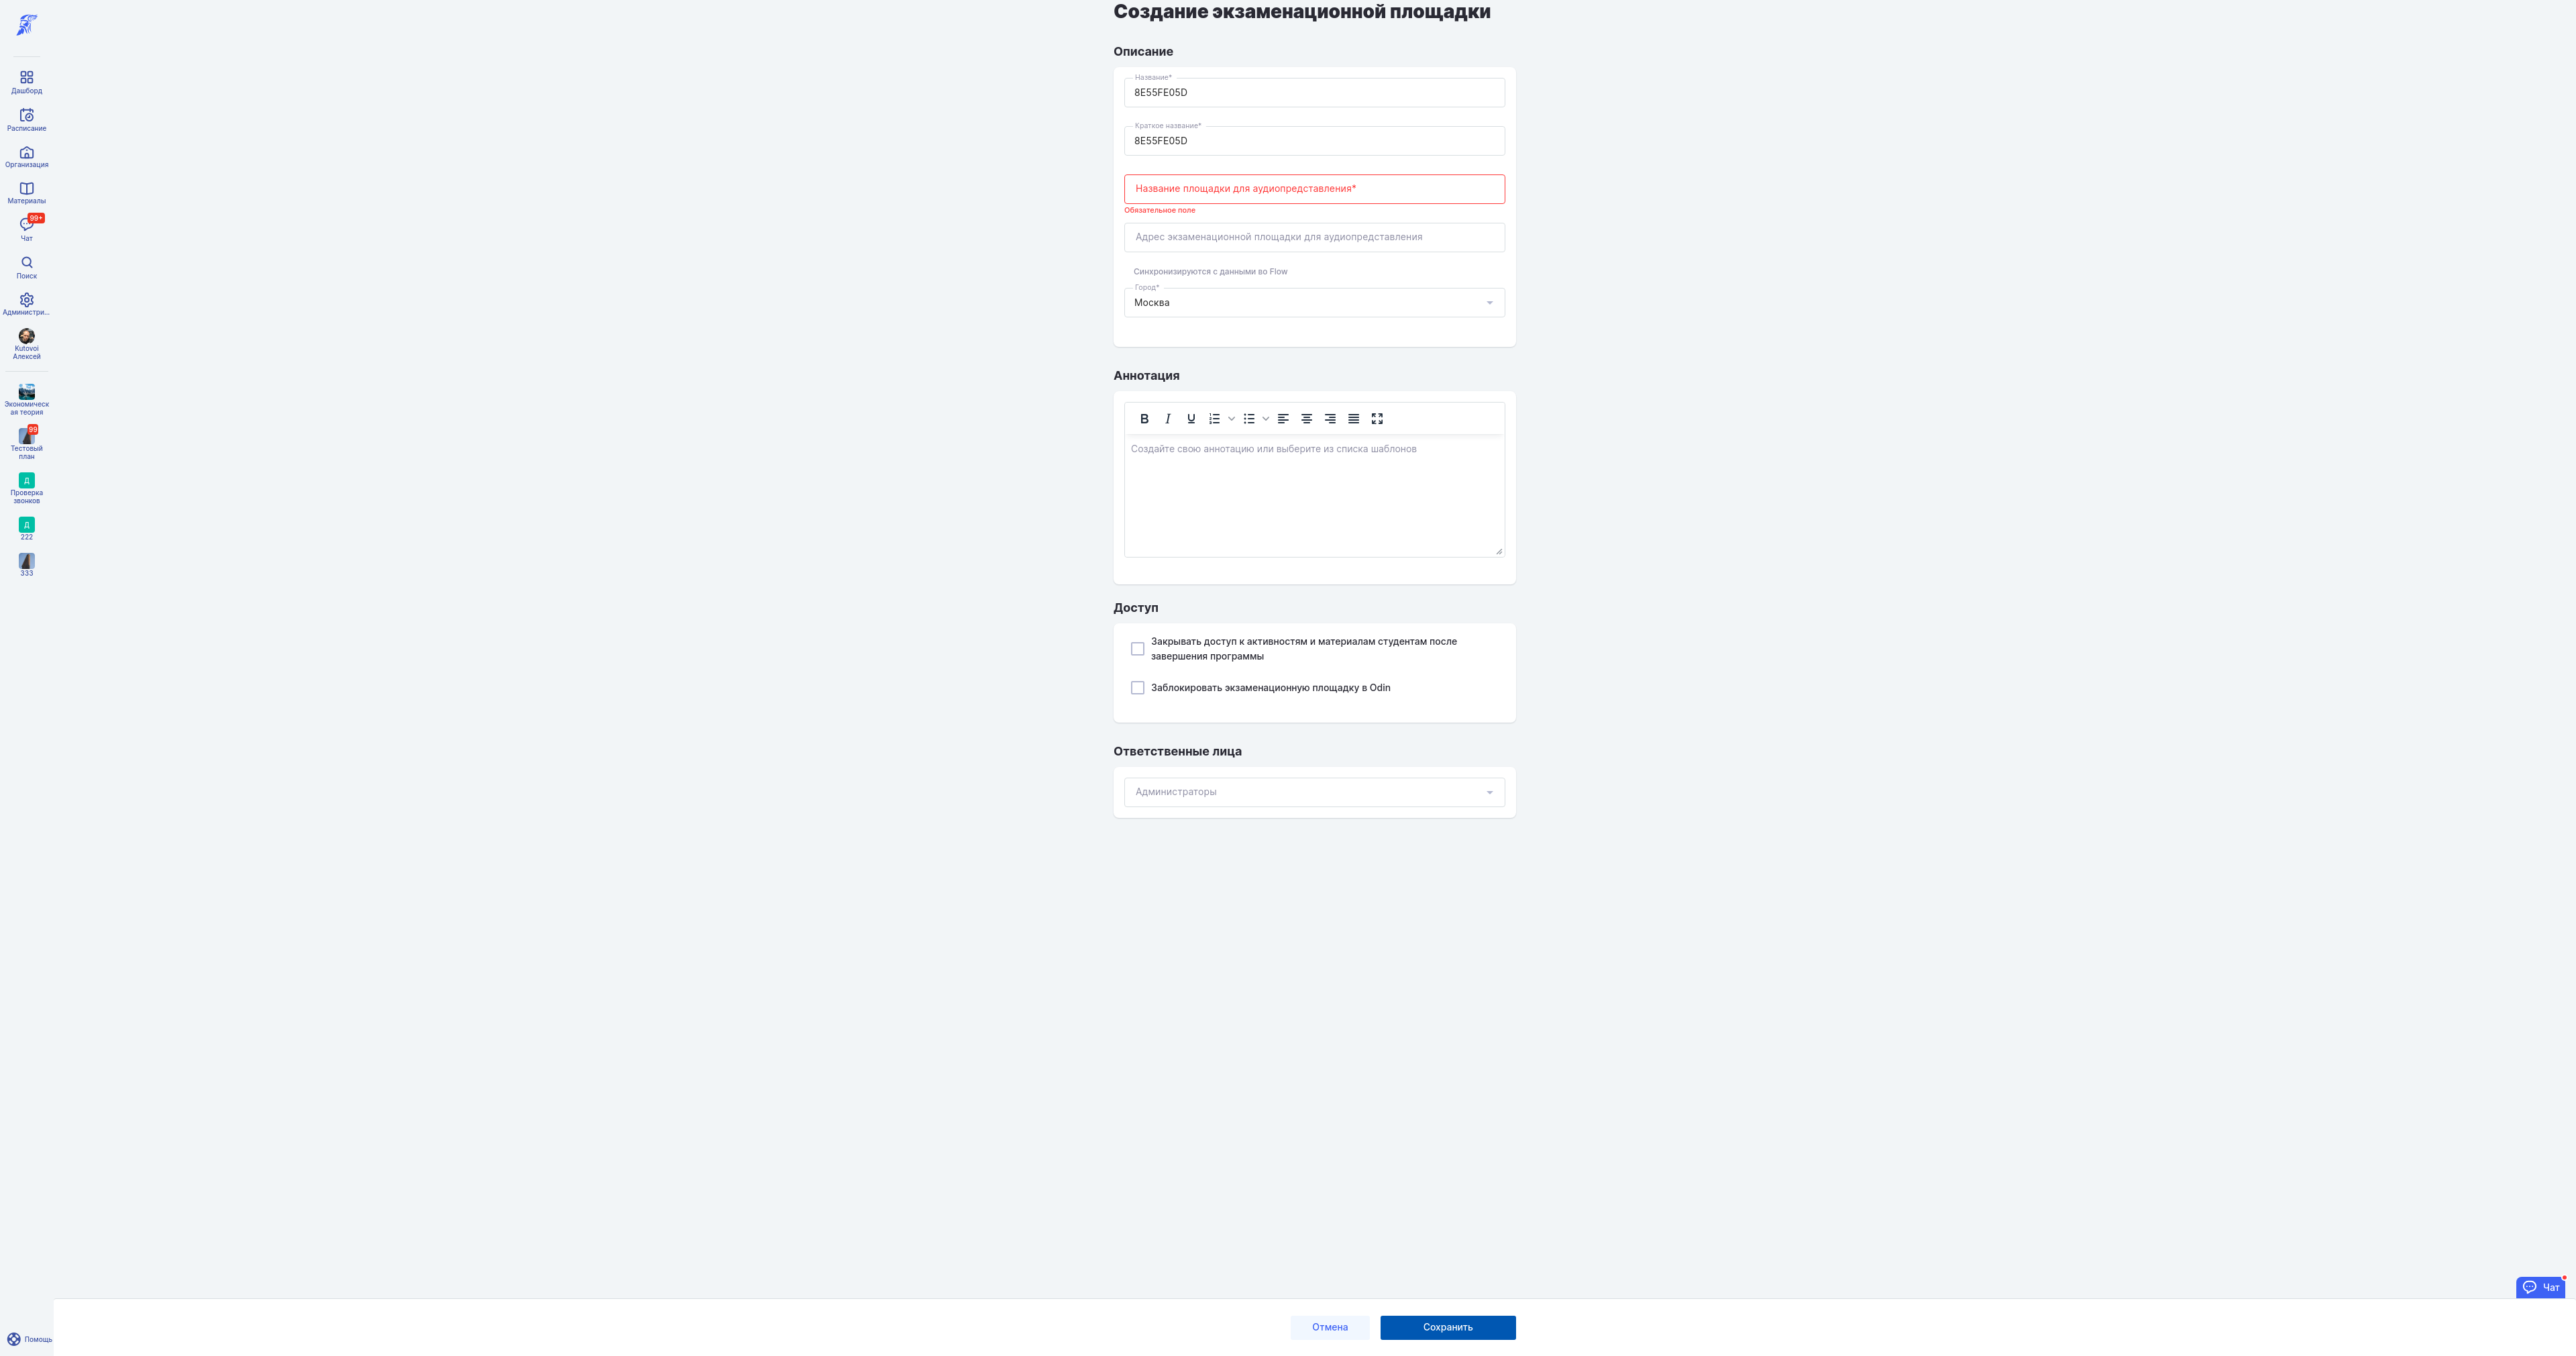 Создание экзаменационной площадки
Описание
Название*
8E55FE05D
Краткое название*
8E55FE05D
Название площадки для аудиопредставления*
Обязательное поле
Адрес экзаменационной площадки для аудиопредставления
Синхронизируются с данными во Flow
Город*
Москва
Аннотация
Создайте свою аннотацию или выберите из списка шаблонов
Доступ
Закрывать доступ к активностям и материалам студентам после
завершения программы
Заблокировать экзаменационную площадку в Odin
Ответственные лица
Администраторы
Отмена
Сохранить
Чат
Дашборд
Расписание
Организация
Материалы
99+
Чат
Поиск
Администри...
Kutovoi
Алексей
Экономическ
ая теория
99
Тестовый
план
Д
Проверка
звонков
Д
222
333
Помощь